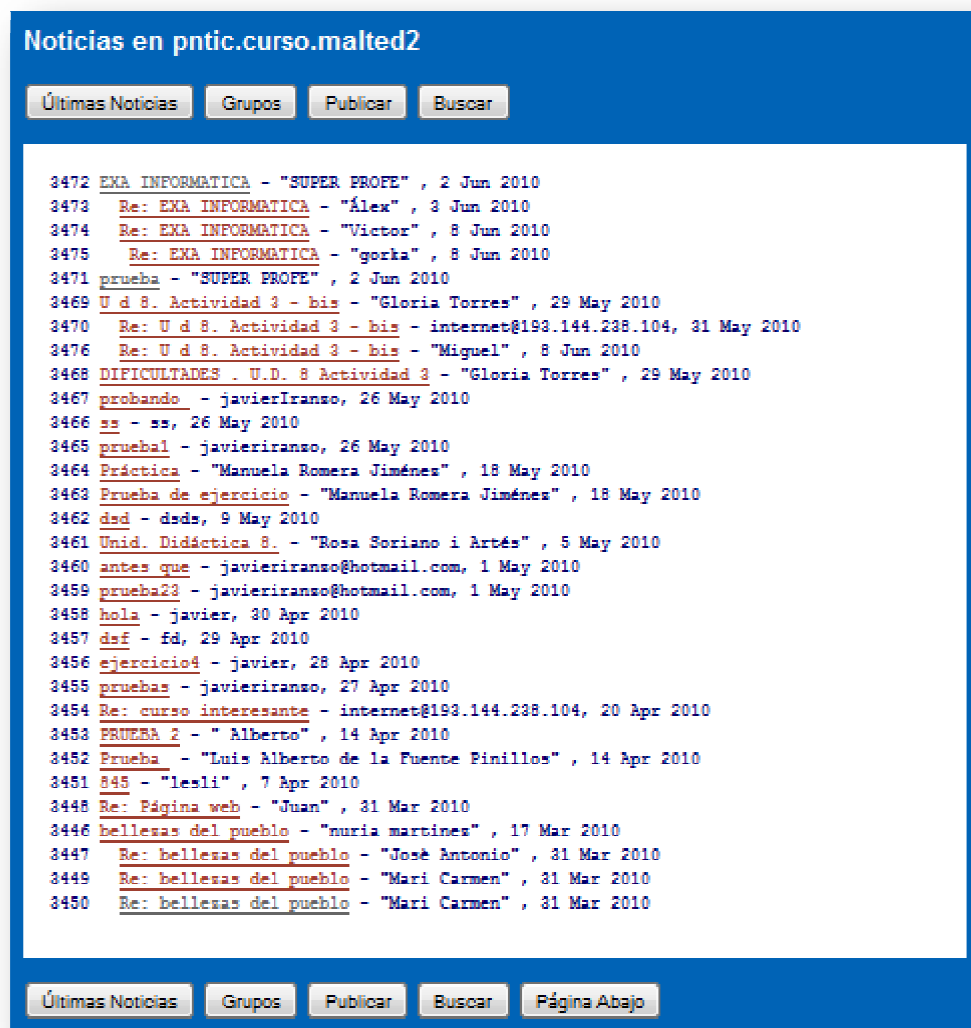 Noticias en pntic.curso.malted2
Últimas Noticias Grupos Publicar Buscar
3472 EXA INFORMATICA - "SUPER PROFE" , 2 Jun 2010
3473 Re: EXA INFORMATICA - "Álex" , 3 Jun 2010
3474 Re: EXA INFORMATICA - "Victor" , 8 Jun 2010
3475 Re: EXA INFORMATICA - "gorka" , 8 Jun 2010
3471 prueba - "SUPER PROFE" , 2 Jun 2010
3469 U d 8. Actividad 3 - bis - "Gloria Torres" , 29 May 2010
3470 Re: U d 8. Actividad 3 - bis - internet@193.144.238.104, 31 May 2010
3476 Re: U d 8. Actividad 3 - bis - "Miguel" , 8 Jun 2010
3468 DIFICULTADES . U.D. 8 Actividad 3 - "Gloria Torres" , 29 May 2010
3467 probando - javierIranzo, 26 May 2010
3466 ss - ss, 26 May 2010
3465 prueba1 - javieriranzo, 26 May 2010
3464 Práctica - "Manuela Romera Jiménez" , 18 May 2010
3463 Prueba de ejercicio - "Manuela Romera Jiménez" , 18 May 2010
3462 dsd - dsds, 9 May 2010
3461 Unid. Didáctica 8. - "Rosa Soriano i Artés" , 5 May 2010
3460 antes que - javieriranzo@hotmail.com, 1 May 2010
3459 prueba23 - javieriranzo@hotmail.com, 1 May 2010
3458 hola - javier, 30 Apr 2010
3457 dsf - fd, 29 Apr 2010
3456 ejercicio4 - javier, 28 Apr 2010
3455 pruebas - javieriranzo, 27 Apr 2010
3454 Re: curso interesante - internet@193.144.238.104, 20 Apr 2010
3453 PRUEBA 2 - " Alberto" , 14 Apr 2010
3452 Prueba - "Luis Alberto de la Fuente Pinillos" , 14 Apr 2010
3451 845 - "lesli" , 7 Apr 2010
3448 Re: Página web - "Juan" , 31 Mar 2010
3446 bellezas del pueblo - "nuria martinez" , 17 Mar 2010
3447 Re: bellezas del pueblo - "Josè Antonio" , 31 Mar 2010
3449 Re: bellezas del pueblo - "Mari Carmen" , 31 Mar 2010
3450 Re: bellezas del pueblo - "Mari Carmen" , 31 Mar 2010
Últimas Noticias Grupos Publicar Buscar Página Abajo